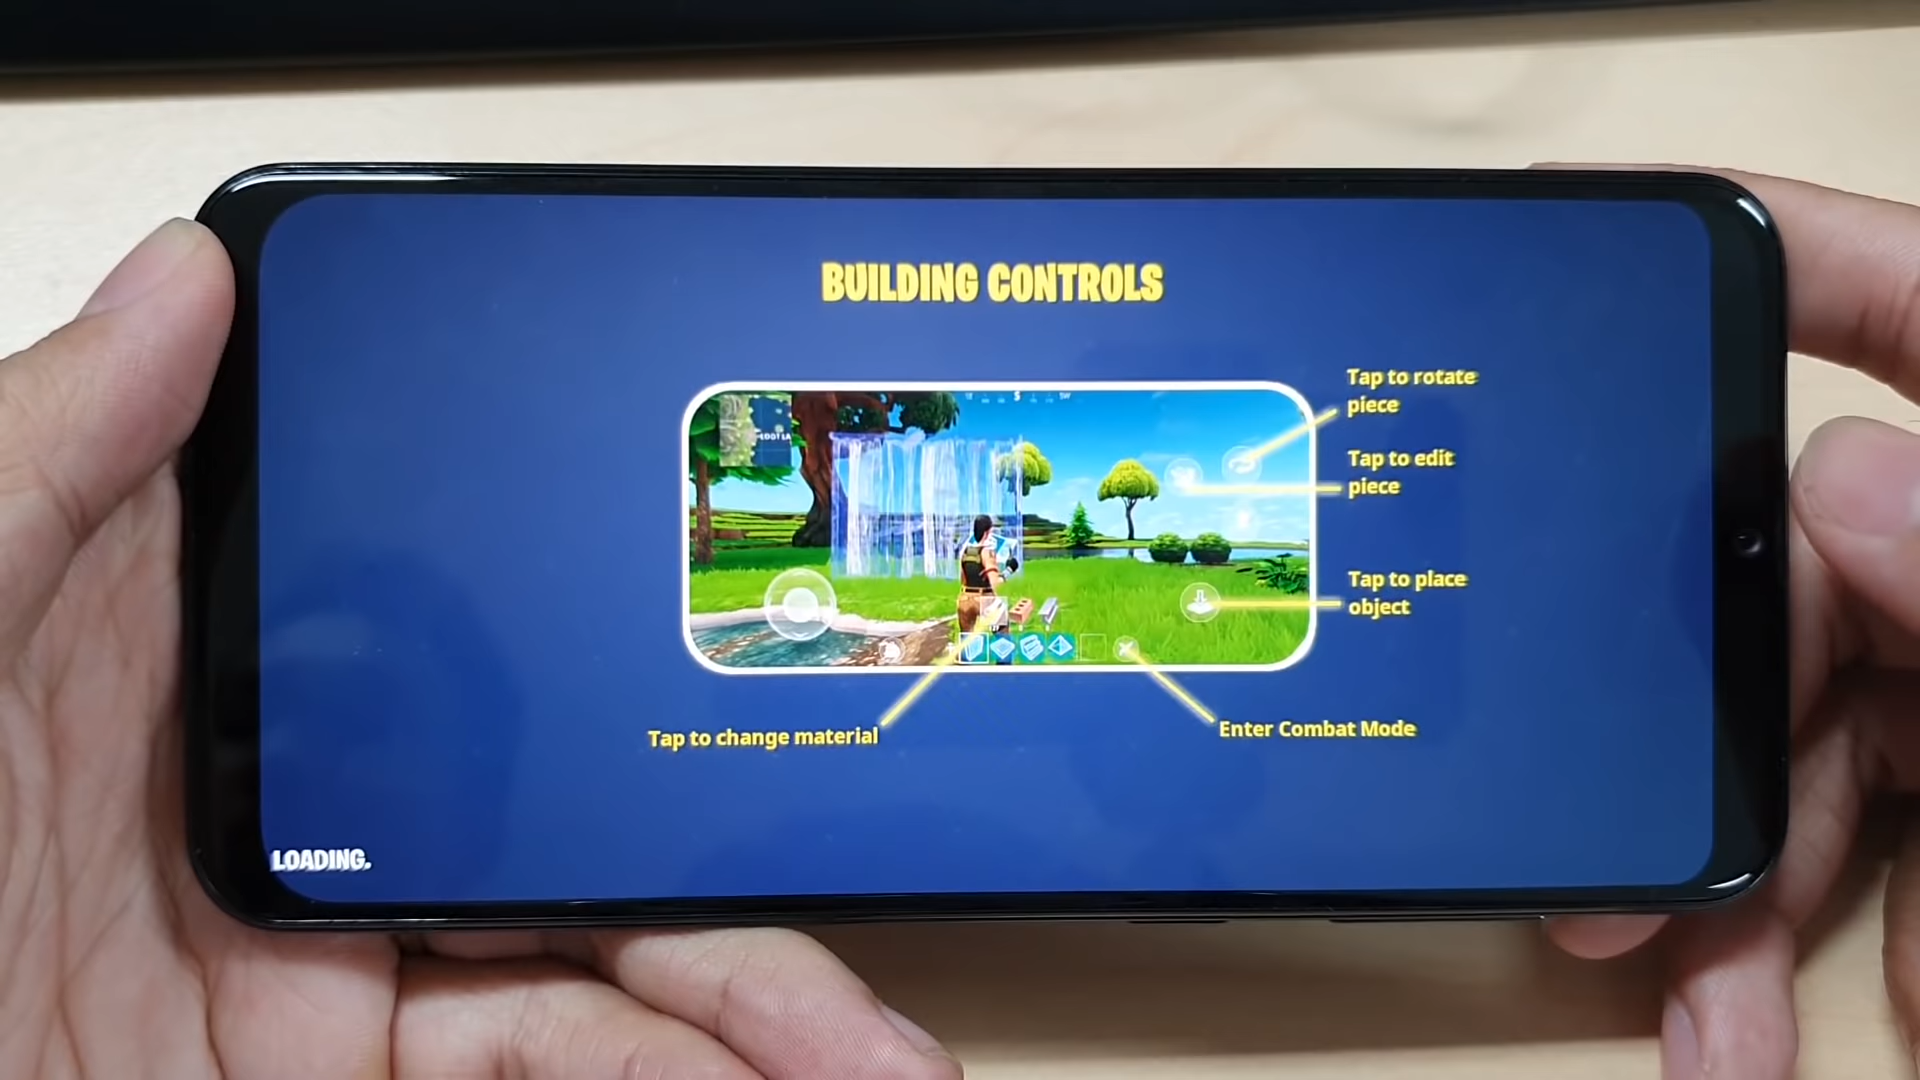 BUILDING CONTROLS
Tap to rotate
piece
Tap to edit
piece
Tap to place
object
Tap to change material
Enter Combat Mode
LOADING.